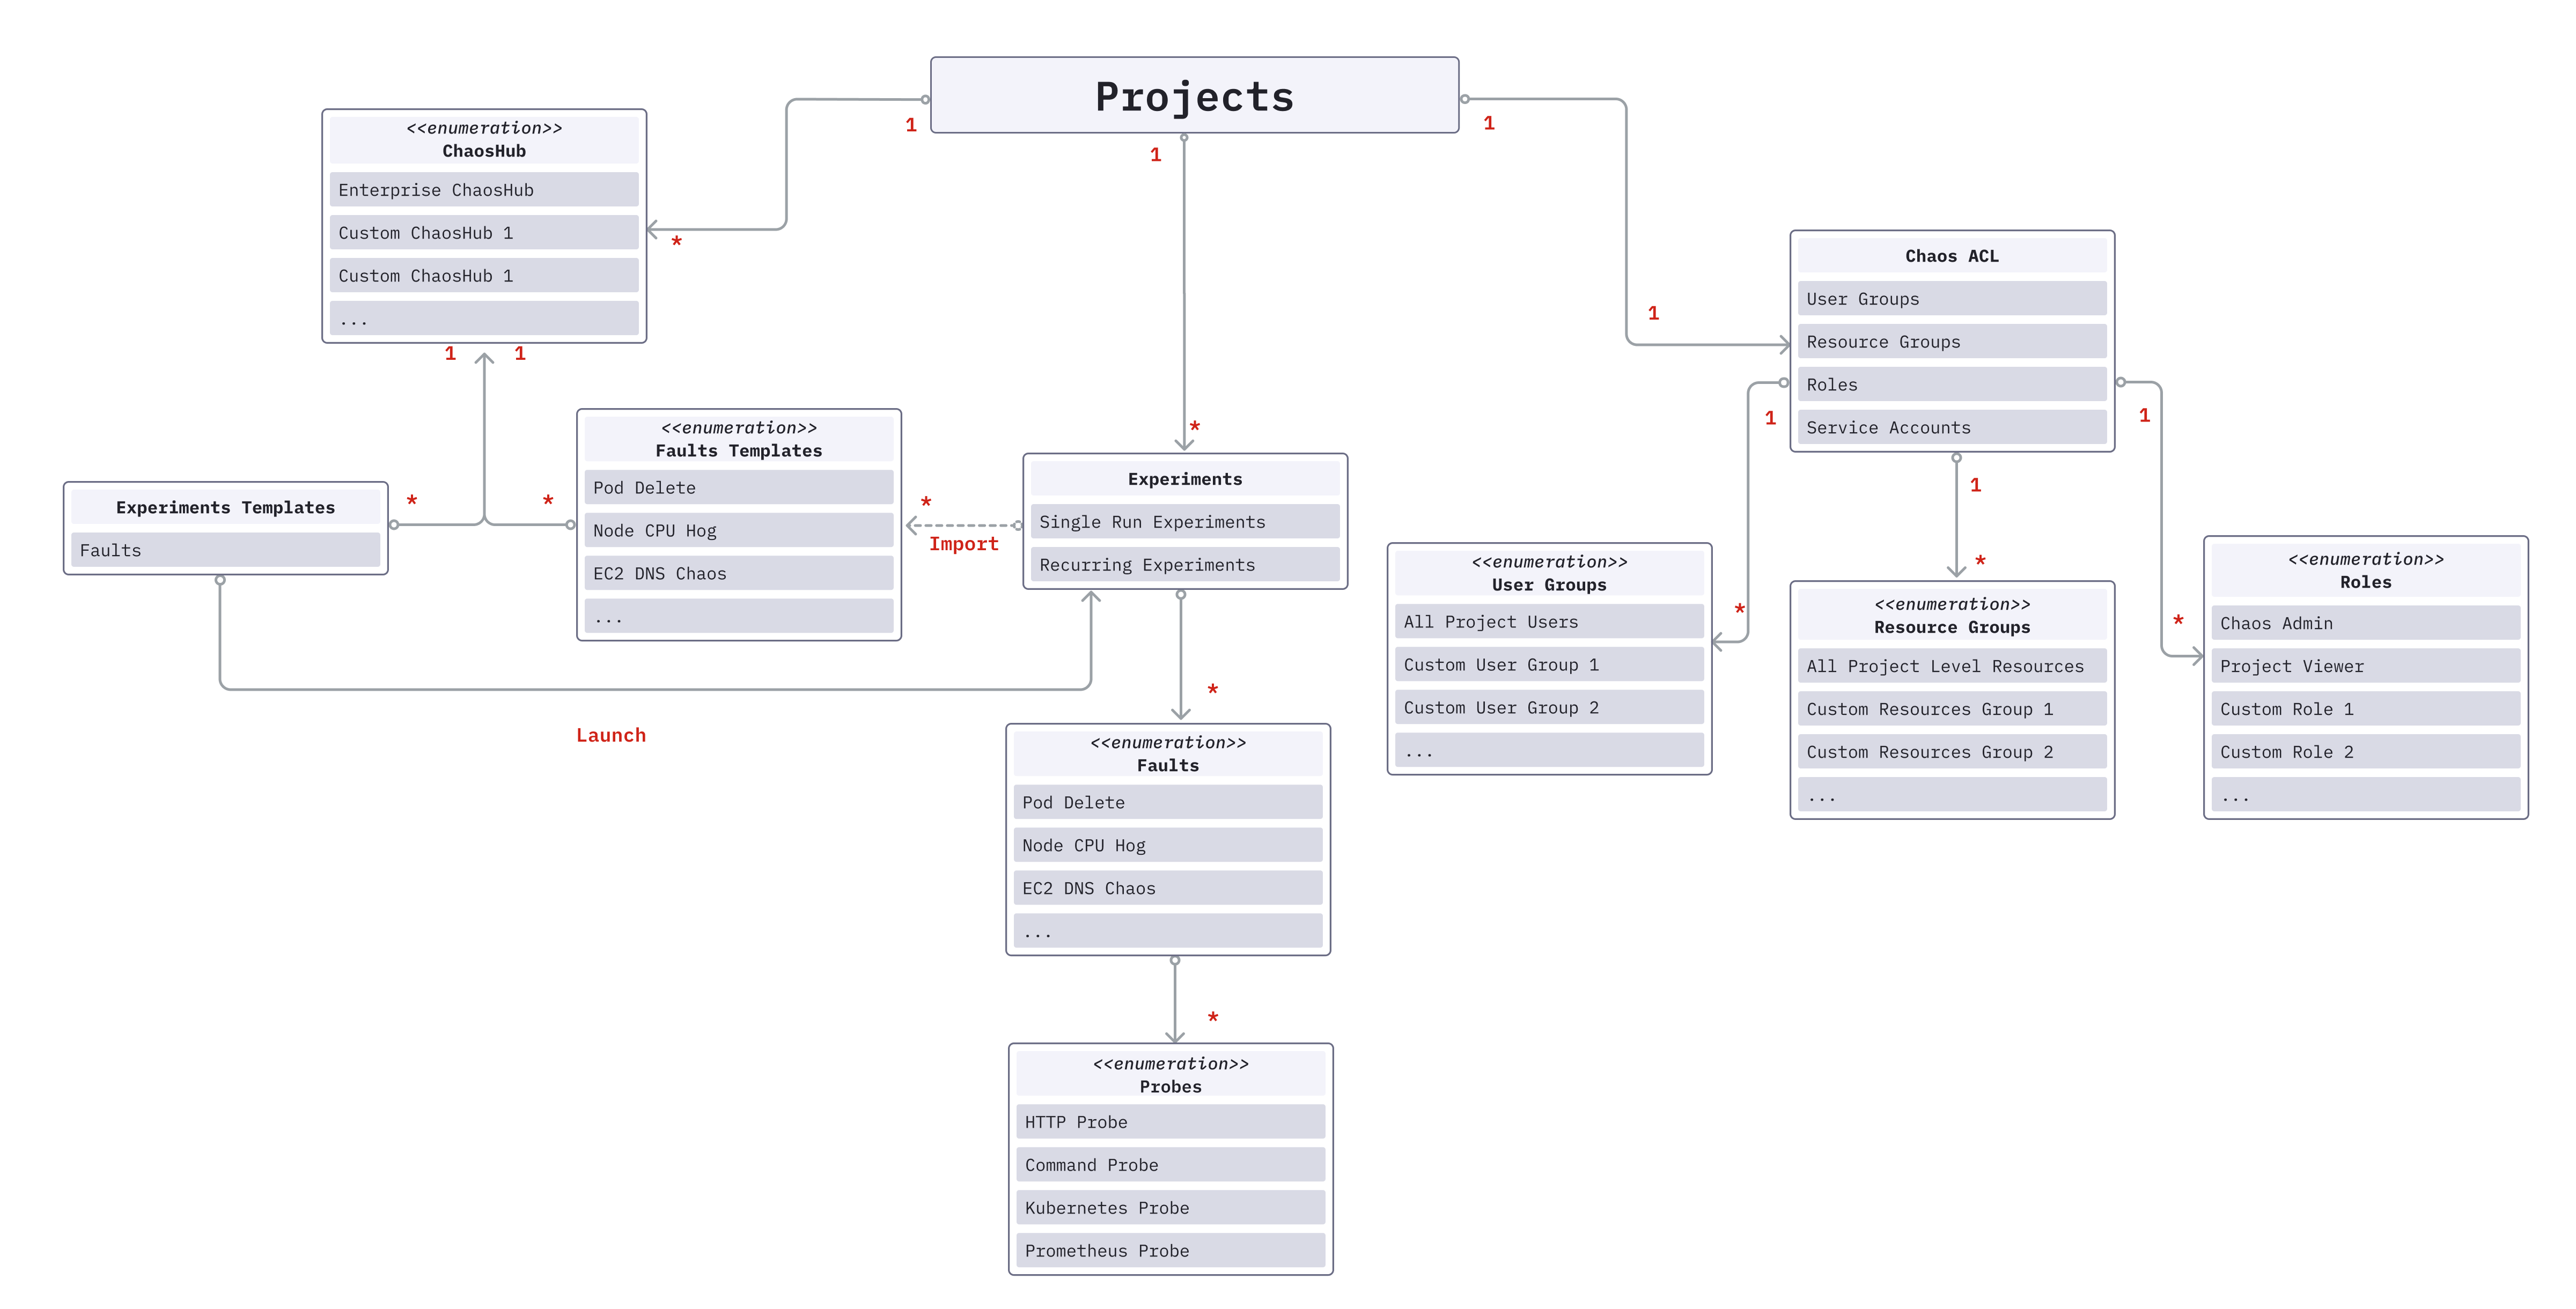 Projects
1
1
1
<<enumeration>>
ChaosHub
Enterprise ChaosHub
Custom ChaosHub 1
Custom ChaosHub 1
...
*
1
1
Chaos ACL
User Groups
Resource Groups
Roles
Service Accounts
1
1
1
1
<<enumeration>>
Faults Templates
Pod Delete
Node CPU Hog
EC2 DNS Chaos
...
*
*
Experiments Templates
Faults
*
Import
*
Experiments
Single Run Experiments
Recurring Experiments
Launch
*
<<enumeration>>
User Groups
All Project Users
Custom User Group 1
Custom User Group 2
...
*
*
<<enumeration>>
Resource Groups
All Project Level Resources
Custom Resources Group 1
Custom Resources Group 2
...
*
<<enumeration>>
Roles
Chaos Admin
Project Viewer
Custom Role 1
Custom Role 2
...
<<enumeration>>
Faults
Pod Delete
Node CPU Hog
EC2 DNS Chaos
...
*
<<enumeration>>
Probes
HTTP Probe
Command Probe
Kubernetes Probe
Prometheus Probe